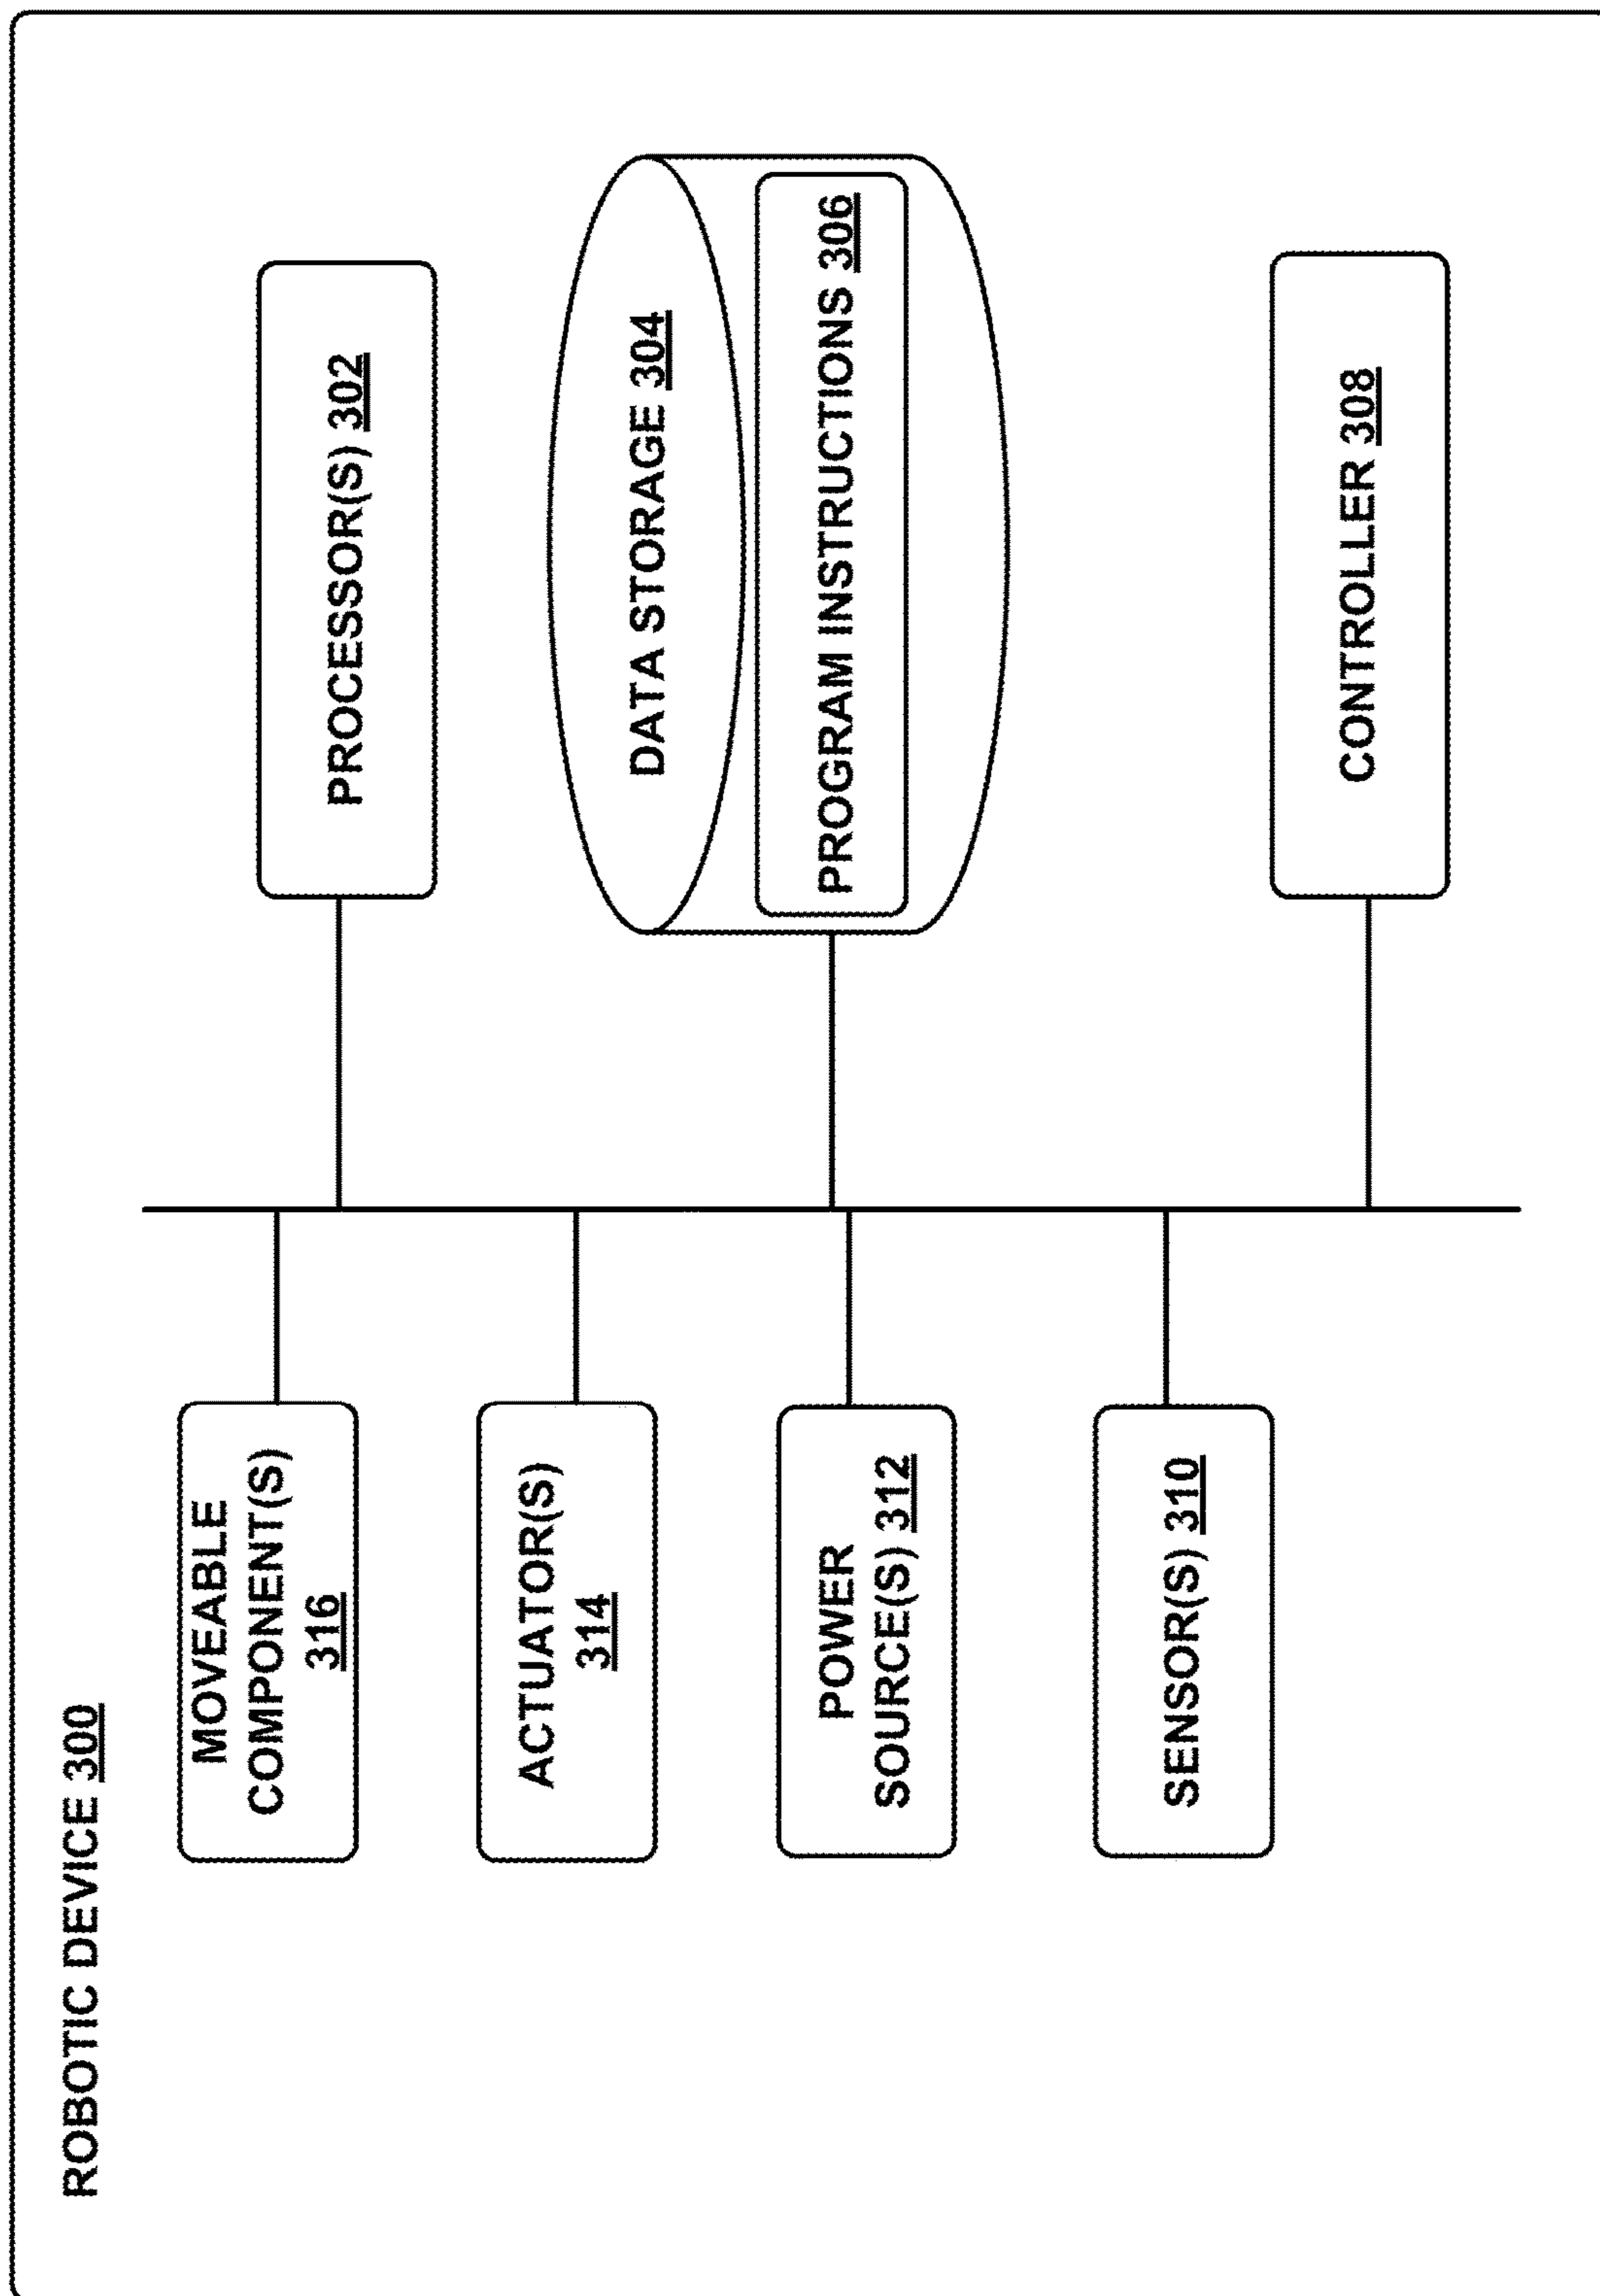 ROBOTIC DEVICE 300
MOVEABLE
COMPONENT(S)
316
ACTUATOR(S)
314
POWER
SOURCE(S) 312
SENSOR(S) 310
PROCESSOR(S) 302
DATA STORAGE 304
PROGRAM INSTRUCTIONS 306
CONTROLLER 308